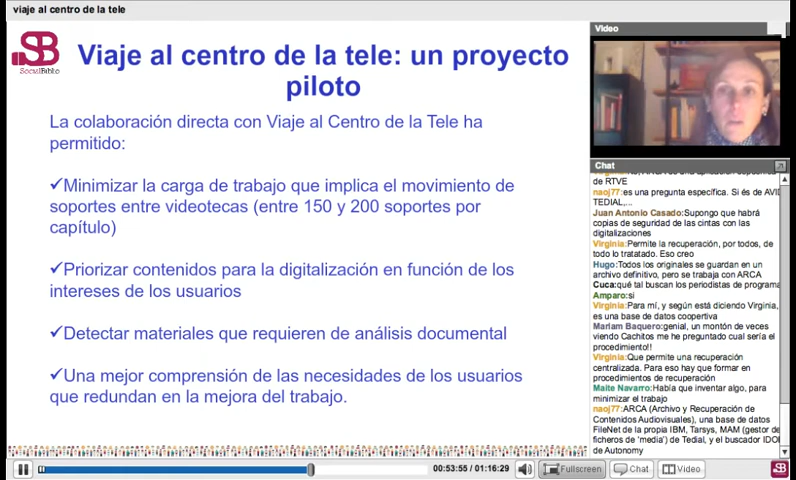 viaje al centro de la tele
SB
SocialBiblio
Viaje al centro de la tele: un proyecto
piloto
La colaboración directa con Viaje al Centro de la Tele ha
permitido:
✓Minimizar la carga de trabajo que implica el movimiento de
soportes entre videotecas (entre 150 y 200 soportes por
capítulo)
✓Priorizar contenidos para la digitalización en función de los
intereses de los usuarios
✓Detectar materiales que requieren de análisis documental
✓Una mejor comprensión de las necesidades de los usuarios
que redundan en la mejora del trabajo.
Video
Chat
de RTVE
naoj77:es una pregunta específica. Si és de AVID
TEDIAL,...
Juan Antonio Casado:Supongo que habrá
copias de seguridad de las cintas con las
digitalizaciones
Virginia:Permite la recuperación, por todos, de
todo lo tratatado. Eso creo
Hugo:Todos los originales se guardan en un
archivo definitivo, pero se trabaja con ARCA
Cuca:qué tal buscan los periodistas de programa
Amparo:si
Virginia:Para mí, y según está diciendo Virginia,
es una base de datos coopertiva
Mariam Baquero:genial, un montón de veces
viendo Cachitos me he preguntado cual sería el
procedimiento!!
Virginia:Que permite una recuperación
centralizada. Para eso hay que formar en
procedimientos de recuperación
Maite Navarro:Había que inventar algo, para
minimizar el trabajo
naoj77:ARCA (Archivo y Recuperación de
Contenidos Audiovisuales), una base de datos
FileNet de la propia IBM, Tarsys, MAM (gestor de
ficheros de 'media') de Tedial, y el buscador IDOL
de Autonomy
00:53:55 / 01:16:29
Fullscreen
Chat
Video
SB